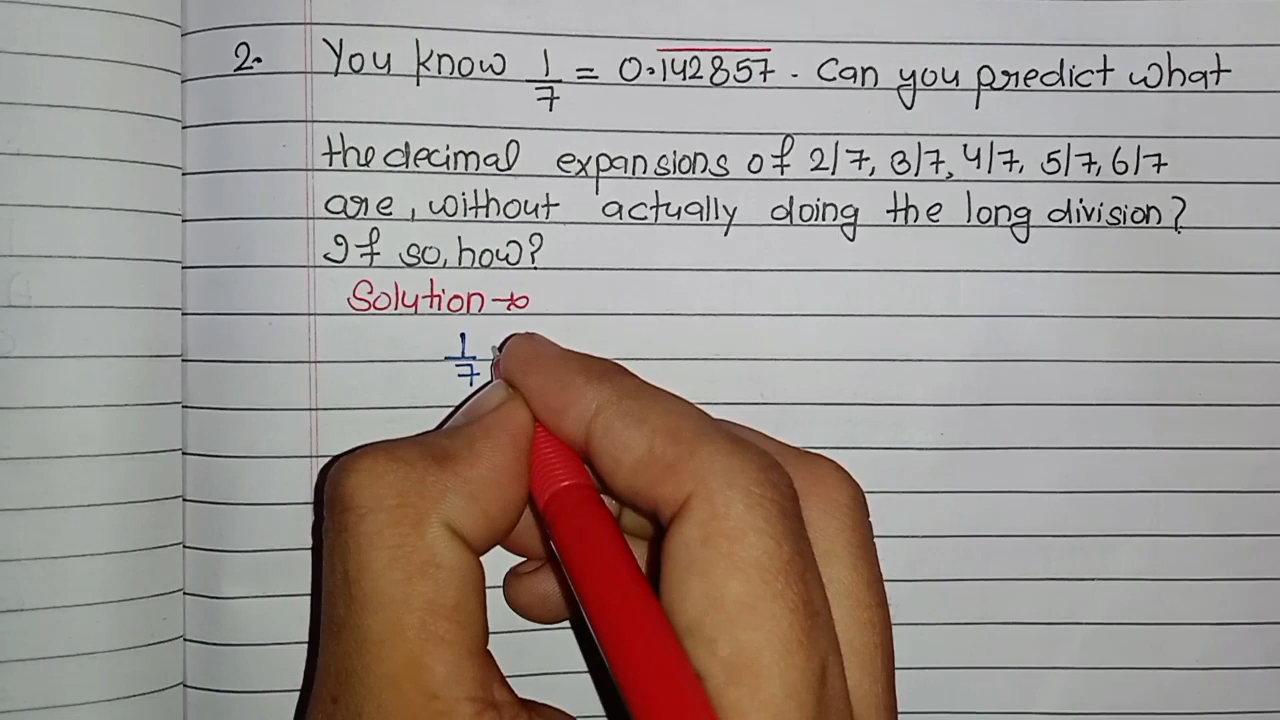 2. You know 1/7 = 0.142857. Can you predict what
the decimal expansions of 2/7, 3/7, 4/7, 5/7, 6/7
are, without actually doing the long division?
If so, how?
Solution →
1/7